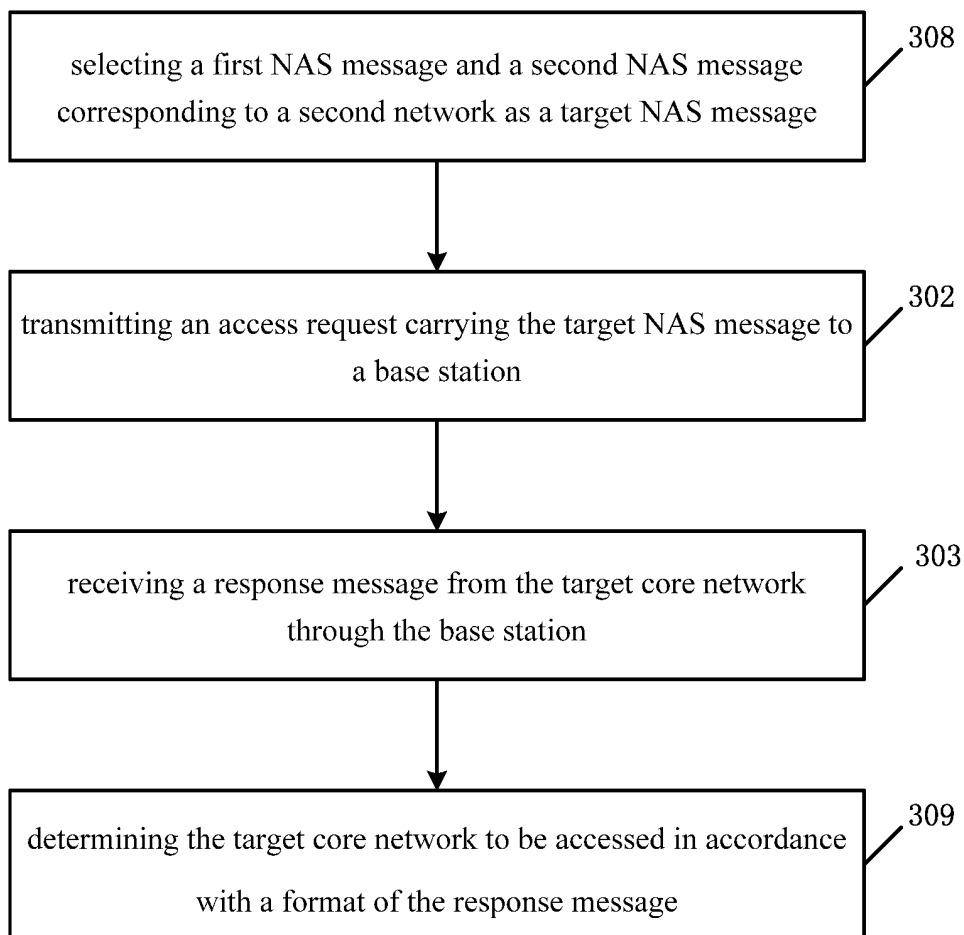 308
selecting a first NAS message and a second NAS message
corresponding to a second network as a target NAS message
302
transmitting an access request carrying the target NAS message to
a base station
303
receiving a response message from the target core network
through the base station
309
determining the target core network to be accessed in accordance
with a format of the response message